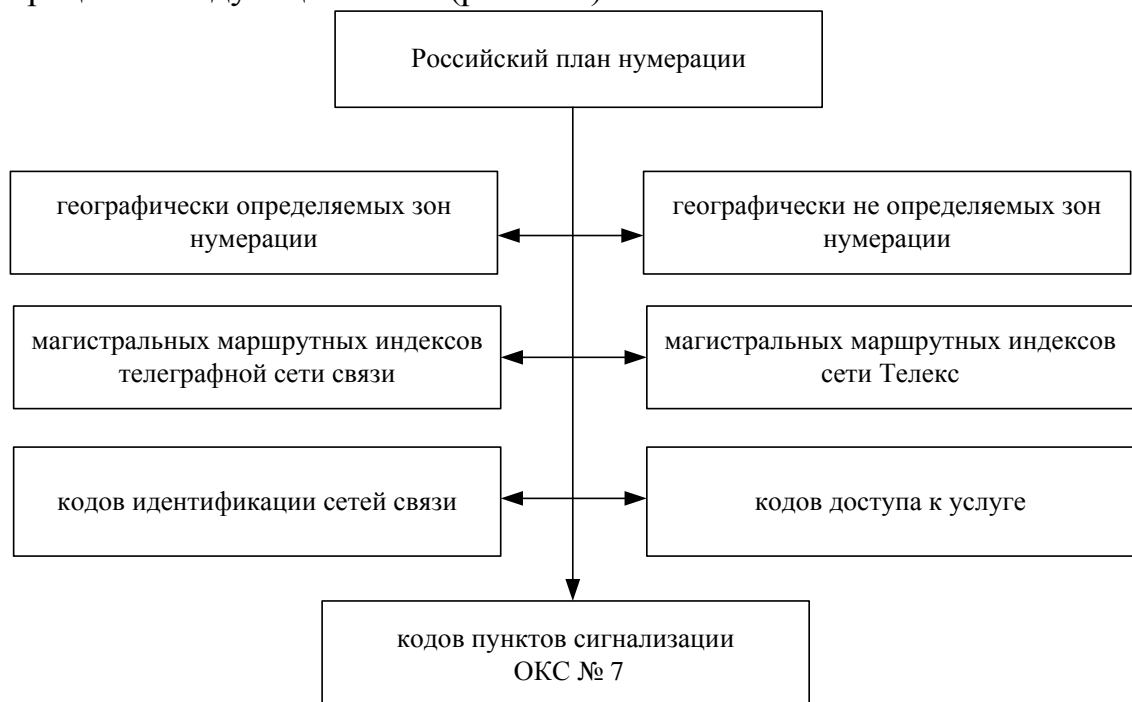 Российский план нумерации
географически определяемых зон
нумерации
географически не определяемых зон
нумерации
магистральных маршрутных индексов
телеграфной сети связи
магистральных маршрутных индексов
сети Телекс
кодов идентификации сетей связи
кодов доступа к услуге
кодов пунктов сигнализации
ОКС № 7